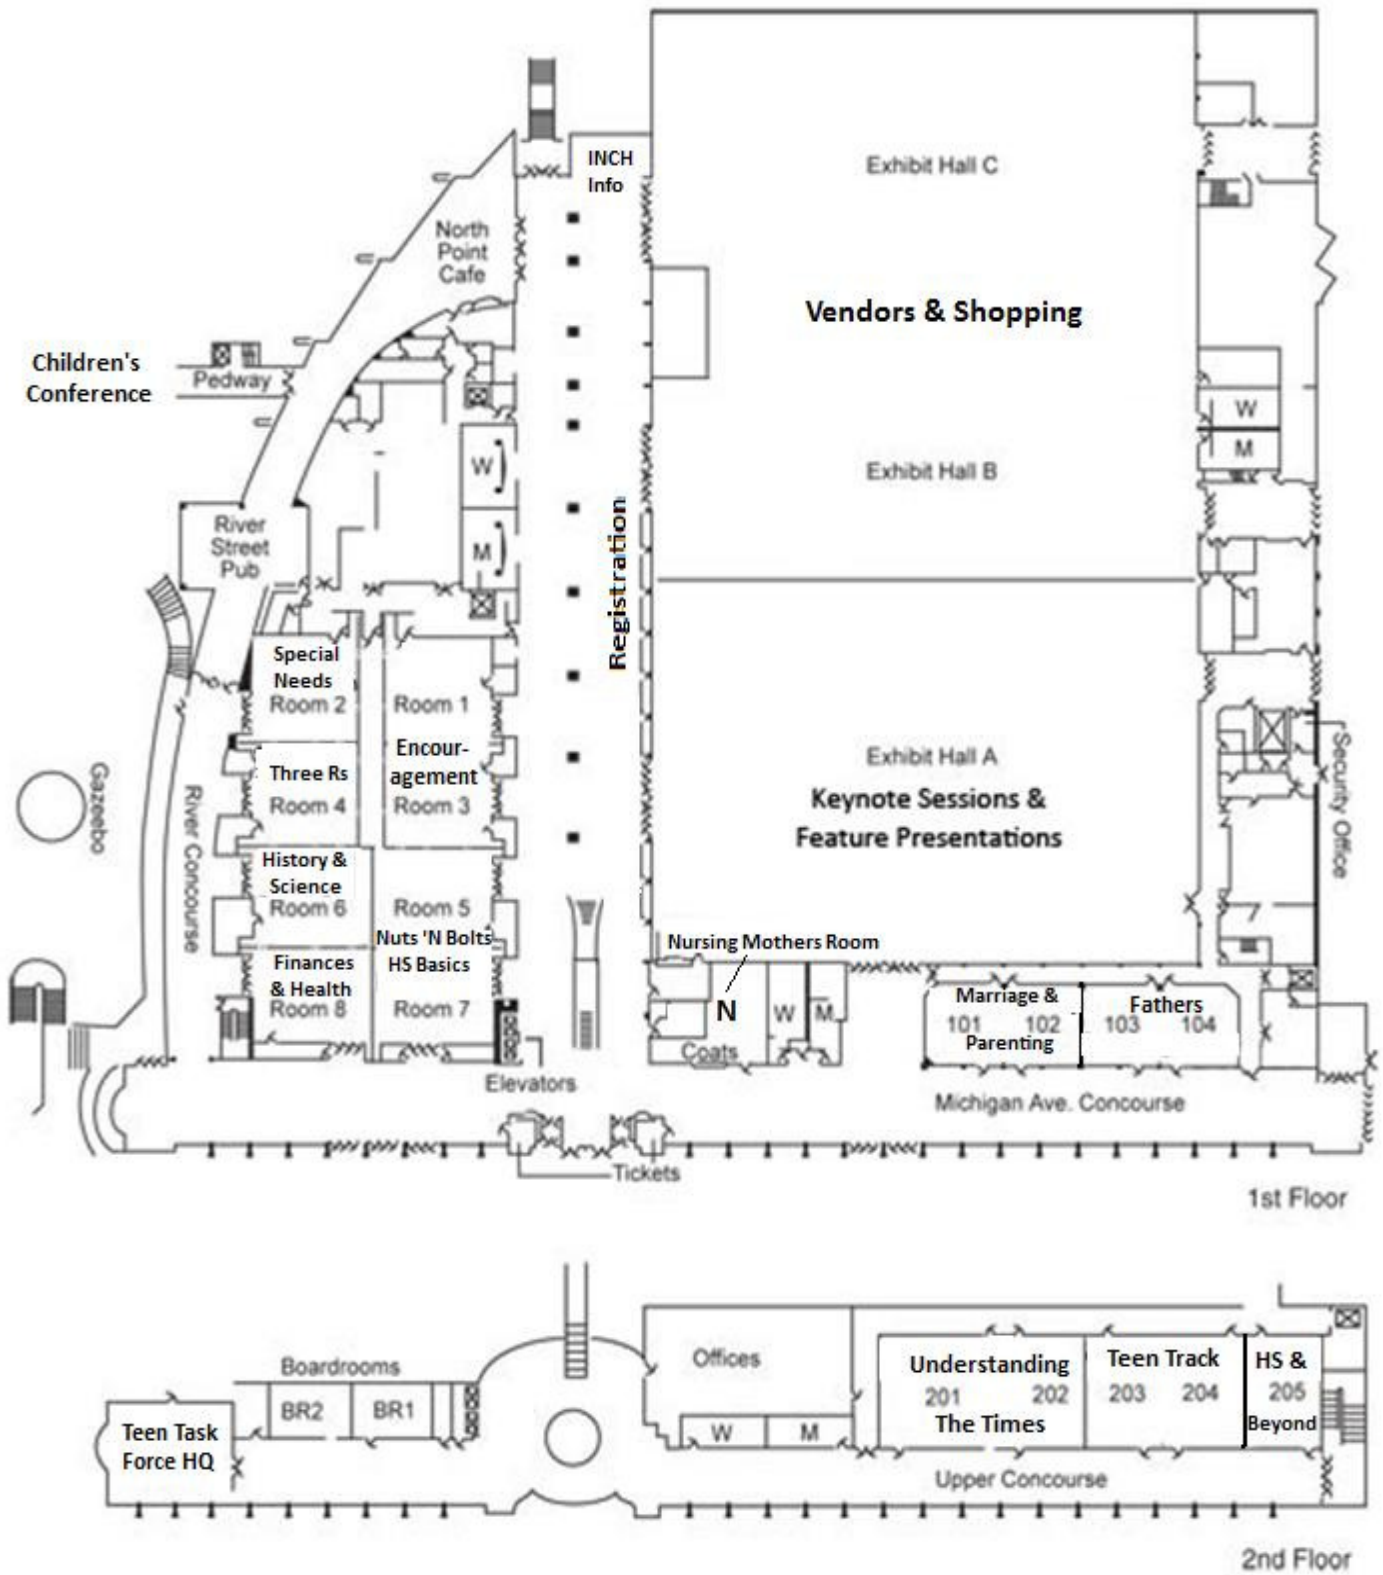 INCH
Info
Exhibit Hall C
North
Point
Cafe
Vendors & Shopping
Children's
Conference
Pedway
W
M
W
M
Exhibit Hall B
River
Street
Pub
Registration
Special
Needs
Room 2
Room 1
Encour-
agement
Three Rs
Room 4
Room 3
Exhibit Hall A
Keynote Sessions &
Feature Presentations
Security Office
Gazeebo
River Concourse
History &
Science
Room 6
Room 5
Nuts 'N Bolts
HS Basics
Finances
& Health
Room 8
Room 7
Nursing Mothers Room
N
W
M
Coats
Marriage &
101
102
Parenting
Fathers
103
104
Elevators
Michigan Ave. Concourse
Tickets
1st Floor
Boardrooms
BR2
BR1
Teen Task
Force HQ
Offices
W
M
Understanding
201
202
The Times
Teen Track
203
204
HS &
205
Beyond
Upper Concourse
2nd Floor